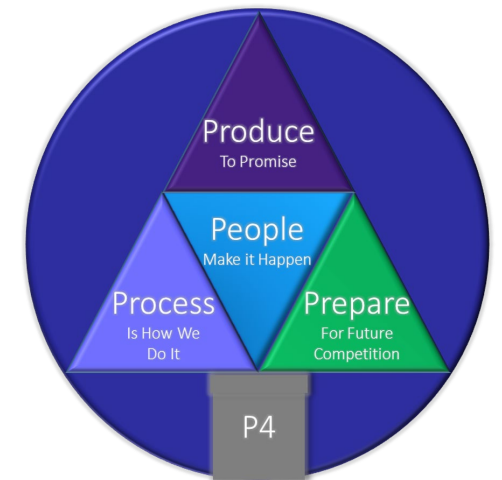 Produce
To Promise
People
Make it Happen
Process
Is How We
Do It
Prepare
For Future
Competition
P4